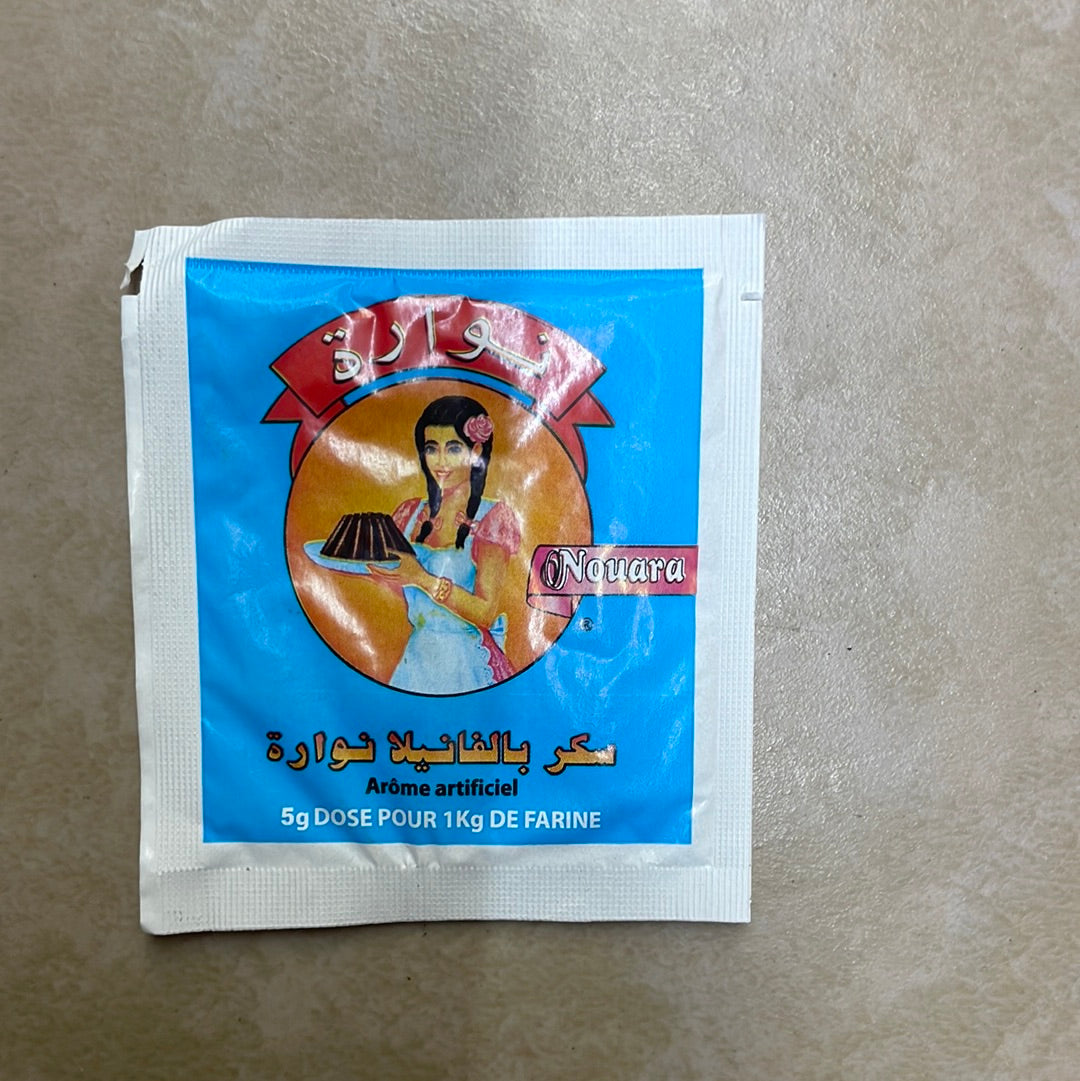 نوارة
Nouara
®
سكر بالفانيلا نوارة
Arôme artificiel
5g DOSE POUR 1Kg DE FARINE